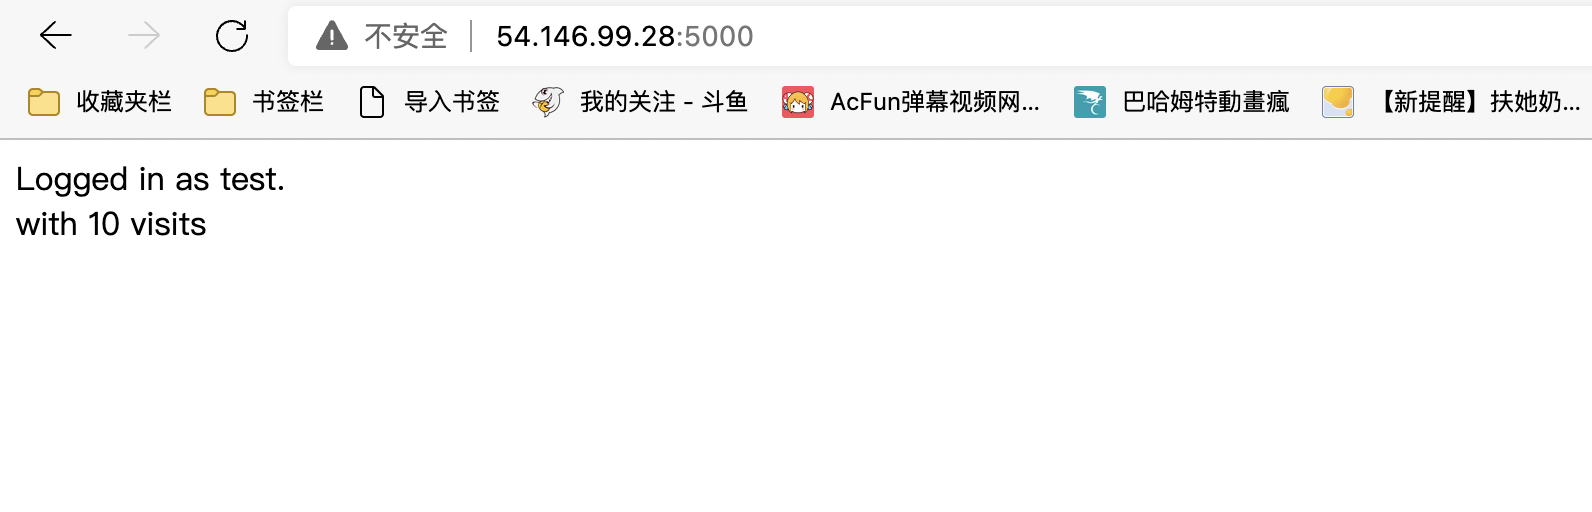 不安全 | 54.146.99.28:5000
收藏夹栏 书签栏 导入书签 我的关注 - 斗鱼 AcFun弹幕视频网... 巴哈姆特動畫瘋 【新提醒】扶她奶...
Logged in as test.
with 10 visits